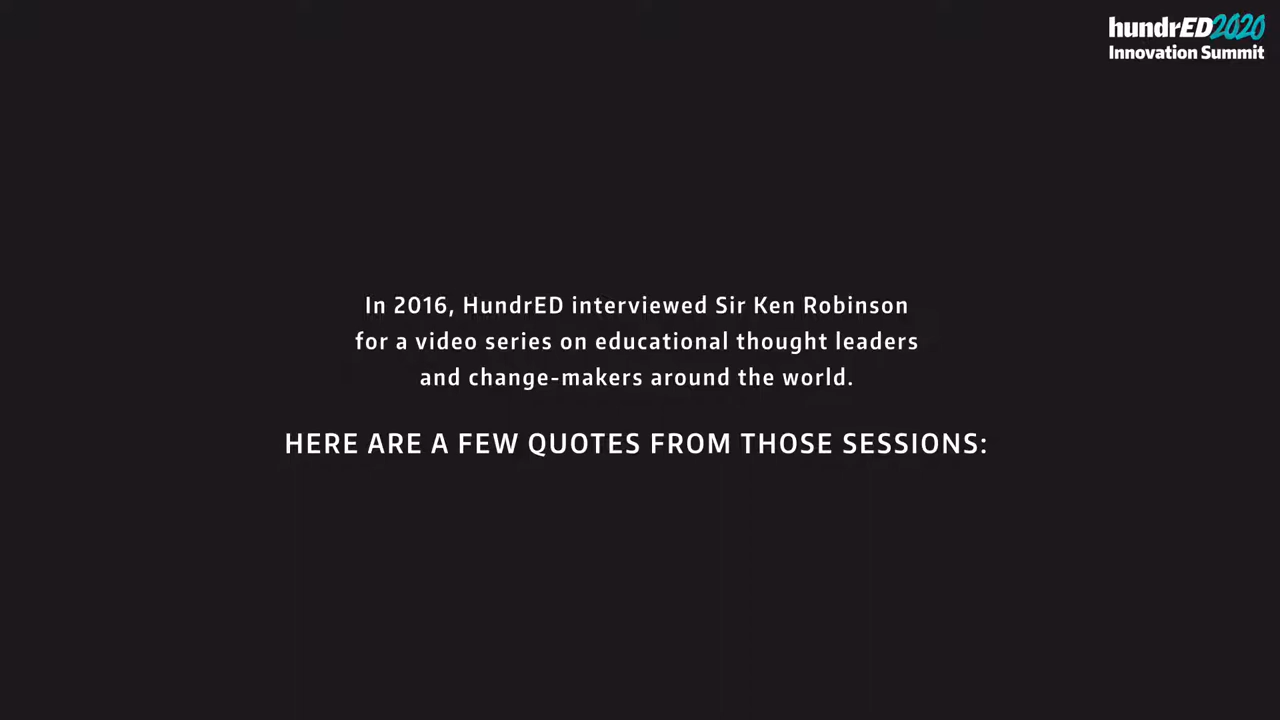 hundrED2020
Innovation Summit
In 2016, HundrED interviewed Sir Ken Robinson
for a video series on educational thought leaders
and change-makers around the world.
HERE ARE A FEW QUOTES FROM THOSE SESSIONS: